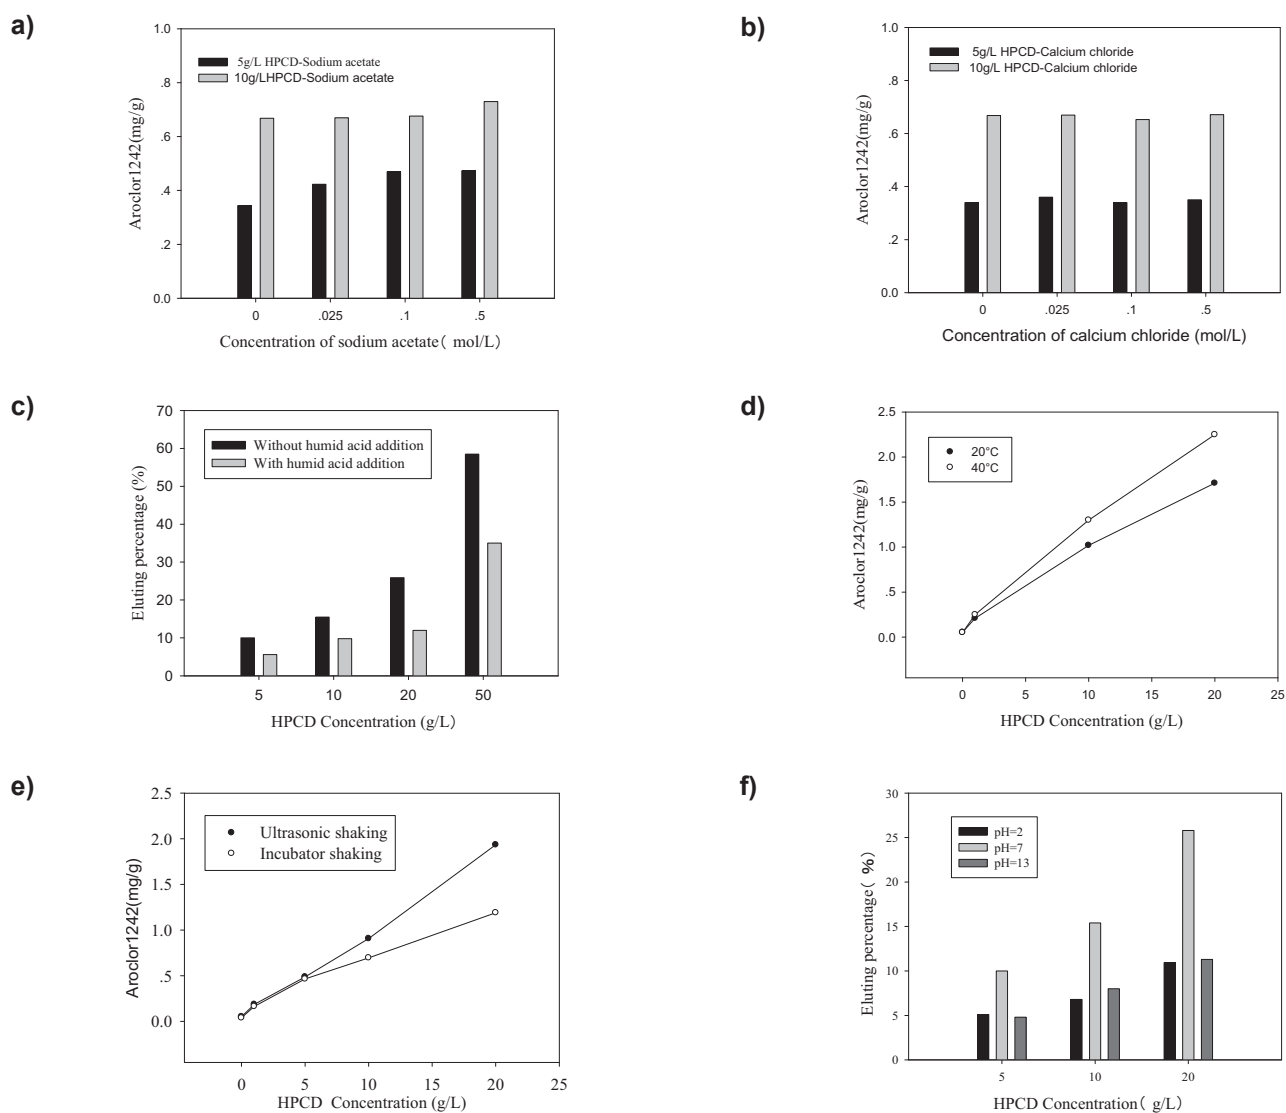 a)
1.0
.8
.6
.4
.2
0.0
Aroclor1242(mg/g)
5g/L HPCD-Sodium acetate
10g/LHPCD-Sodium acetate
0 .025 .1 .5
Concentration of sodium acetate( mol/L)
b)
1.0
.8
.6
.4
.2
0.0
Aroclor1242(mg/g)
5g/L HPCD-Calcium chloride
10g/L HPCD-Calcium chloride
0 .025 .1 .5
Concentration of calcium chloride (mol/L)
c)
70
60
50
40
30
20
10
0
Eluting percentage (%)
Without humid acid addition
With humid acid addition
5 10 20 50
HPCD Concentration (g/L)
d)
2.5
2.0
1.5
1.0
.5
0.0
Aroclor1242(mg/g)
20°C
40°C
0 5 10 15 20 25
HPCD Concentration (g/L)
e)
2.5
2.0
1.5
1.0
.5
0.0
Aroclor1242(mg/g)
Ultrasonic shaking
Incubator shaking
0 5 10 15 20 25
HPCD Concentration (g/L)
f)
30
25
20
15
10
5
0
Eluting percentage( %)
pH=2
pH=7
pH=13
5 10 20
HPCD Concentration( g/L)